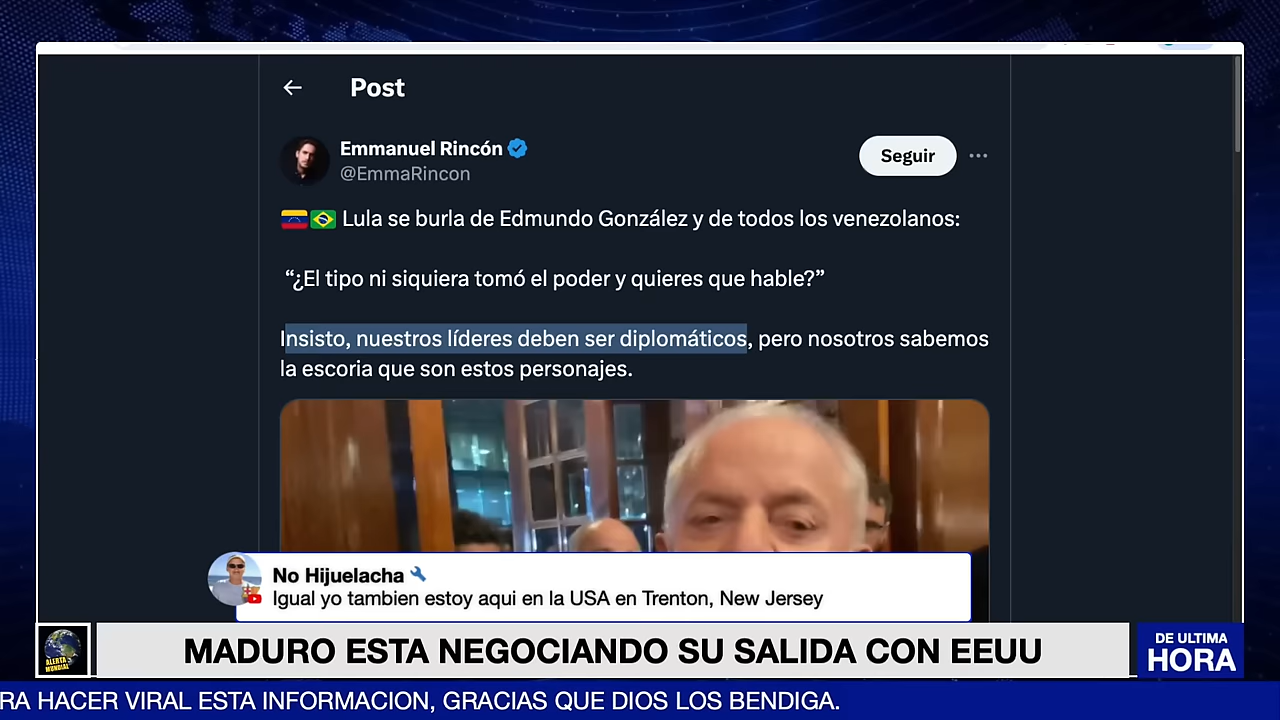 Post
Emmanuel Rincón
@EmmaRincon
Seguir
Lula se burla de Edmundo González y de todos los venezolanos:
“¿El tipo ni siquiera tomó el poder y quieres que hable?”
Insisto, nuestros líderes deben ser diplomáticos, pero nosotros sabemos
la escoria que son estos personajes.
No Hijuelacha
Igual yo tambien estoy aqui en la USA en Trenton, New Jersey
ALERTA
MUNDIAL
MADURO ESTA NEGOCIANDO SU SALIDA CON EEUU
DE ULTIMA
HORA
RA HACER VIRAL ESTA INFORMACION, GRACIAS QUE DIOS LOS BENDIGA.